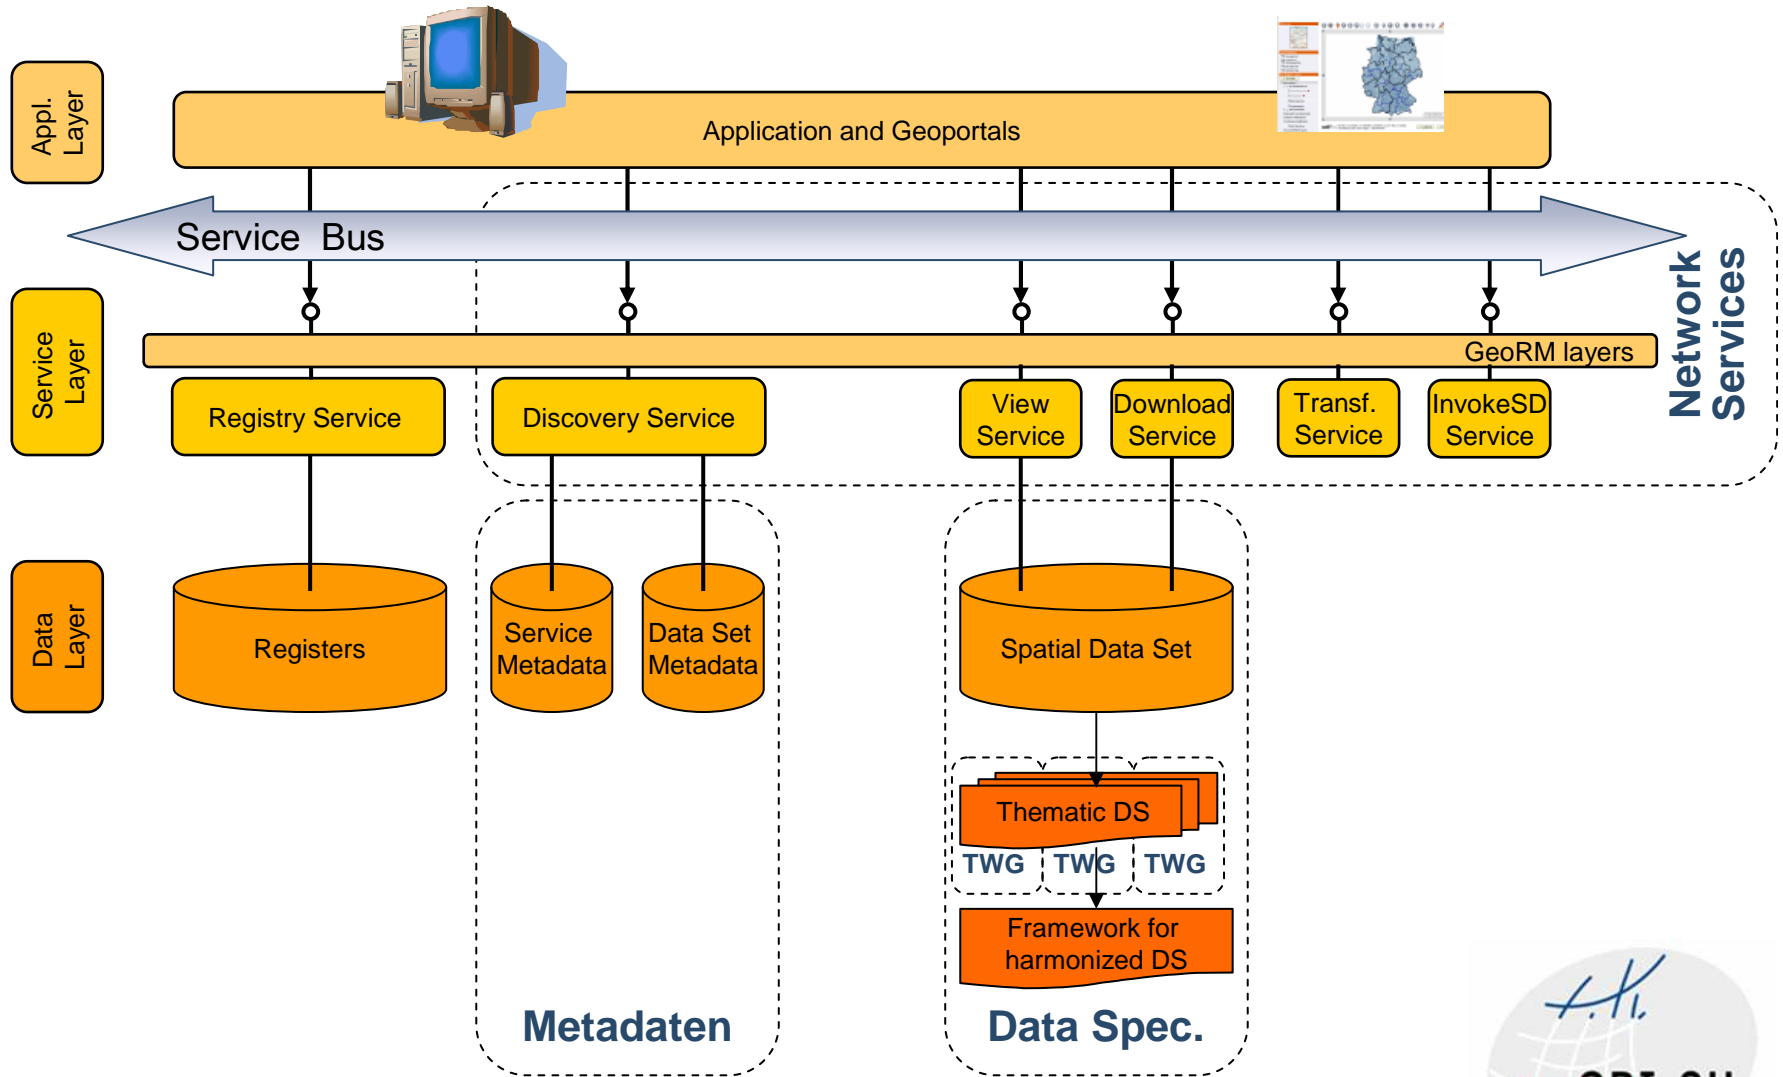 Appl.
Layer
Application and Geoportals
Service Bus
Network
Services
Service
Layer
GeoRM layers
Registry Service
Discovery Service
View
Service
Download
Service
Transf.
Service
InvokeSD
Service
Data
Layer
Registers
Service
Metadata
Data Set
Metadata
Spatial Data Set
Thematic DS
TWG
TWG
TWG
Framework for
harmonized DS
Metadaten
Data Spec.